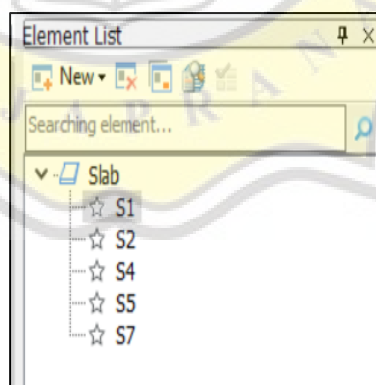 Element List
New
Searching element...
Slab
S1
S2
S4
S5
S7